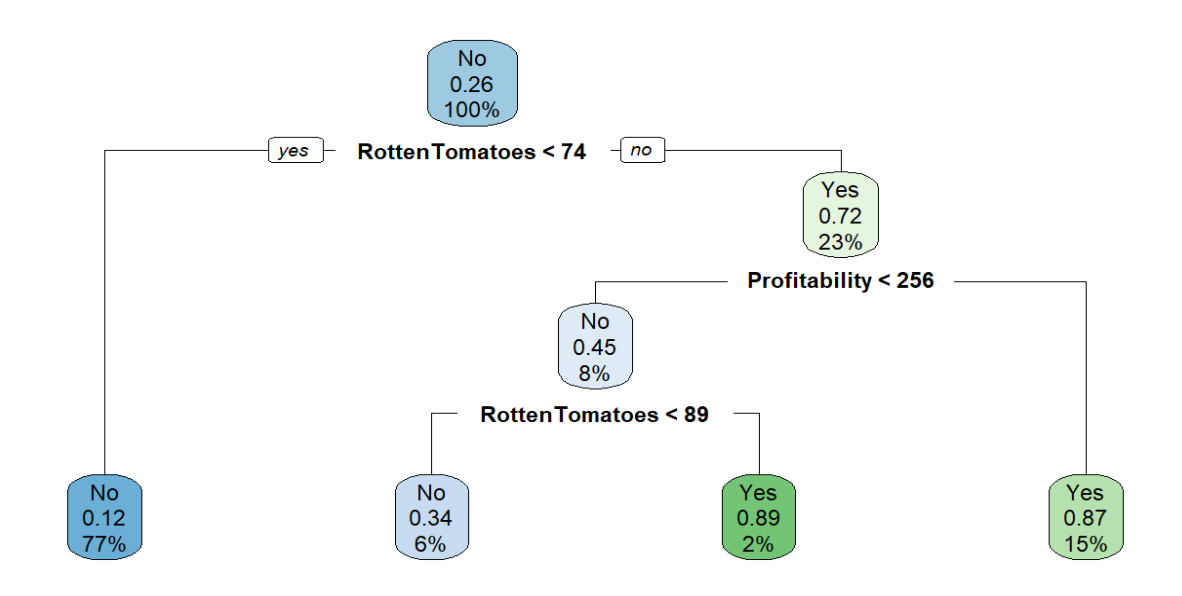 No
0.26
100%
yes
RottenTomatoes < 74
no
Yes
0.72
23%
Profitability < 256
No
0.45
8%
RottenTomatoes < 89
No
0.12
77%
No
0.34
6%
Yes
0.89
2%
Yes
0.87
15%